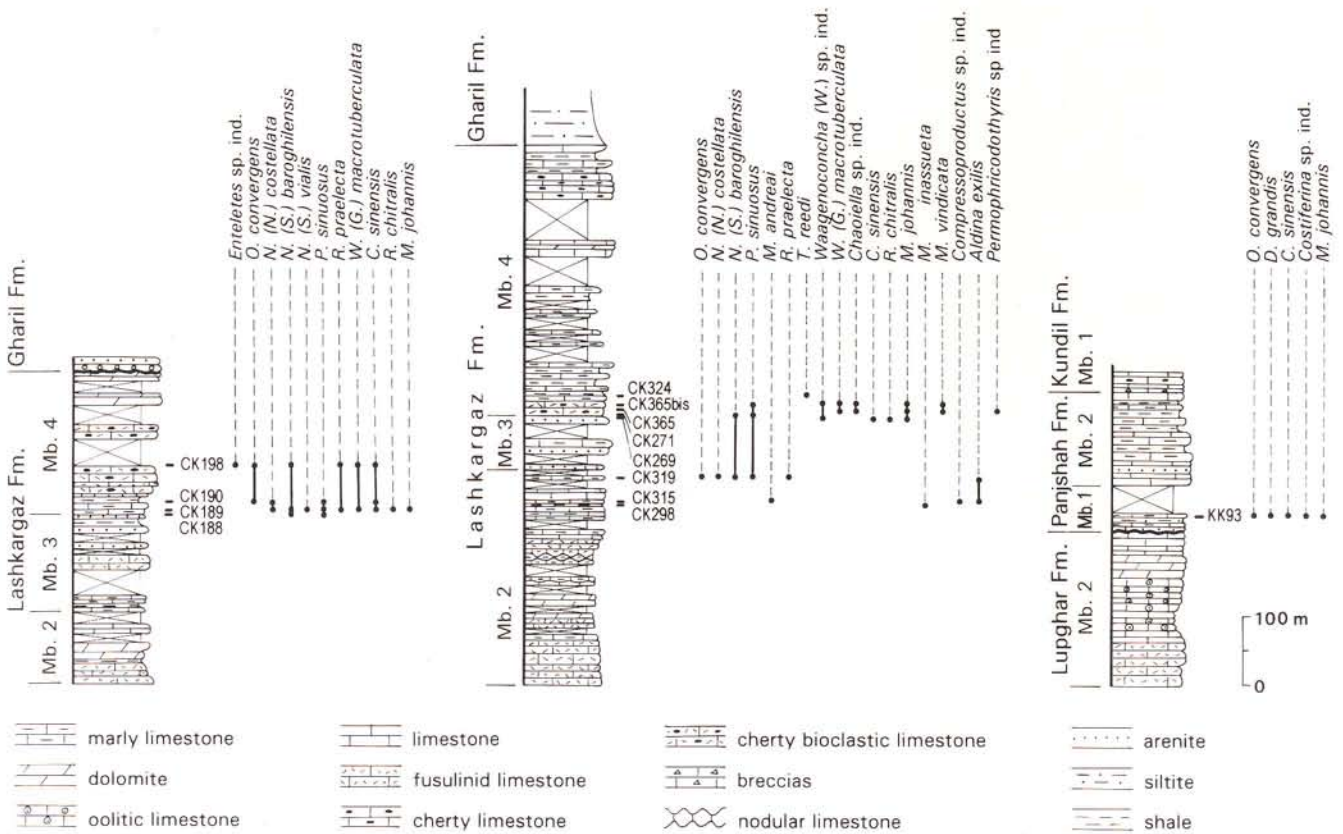 Gharil Fm.
Lashkargaz Fm.
Mb. 4
Mb. 3
Mb. 2
CK198
CK190
CK189
CK188
Enteletes sp. ind.
O. convergens
N. (N.) costellata
N. (S.) baroghilensis
N. (S.) vialis
P. sinuosus
R. praelecta
W. (G.) macrotuberculata
C. sinensis
R. chitralis
M. johannis
Gharil Fm.
Lashkargaz Fm.
Mb. 4
Mb. 3
Mb. 2
CK324
CK365bis
CK365
CK271
CK269
CK319
CK315
CK298
O. convergens
N. (N.) costellata
N. (S.) baroghilensis
P. sinuosus
M. andreai
R. praelecta
T. reedi
Waagenoconcha (W.) sp. ind.
W. (G.) macrotuberculata
Chaoiella sp. ind.
C. sinensis
R. chitralis
M. johannis
M. inassueta
M. vindicata
Compressoproductus sp. ind.
Aldina exilis
Permophricodothyris sp ind
Kundil Fm.
Mb. 1
Panjshah Fm.
Mb. 2
Mb.1
Lupghar Fm.
Mb. 2
KK93
O. convergens
D. grandis
C. sinensis
Costiferina sp. ind.
M. johannis
100 m
0
marly limestone
dolomite
oolitic limestone
limestone
fusulinid limestone
cherty limestone
cherty bioclastic limestone
breccias
nodular limestone
arenite
siltite
shale